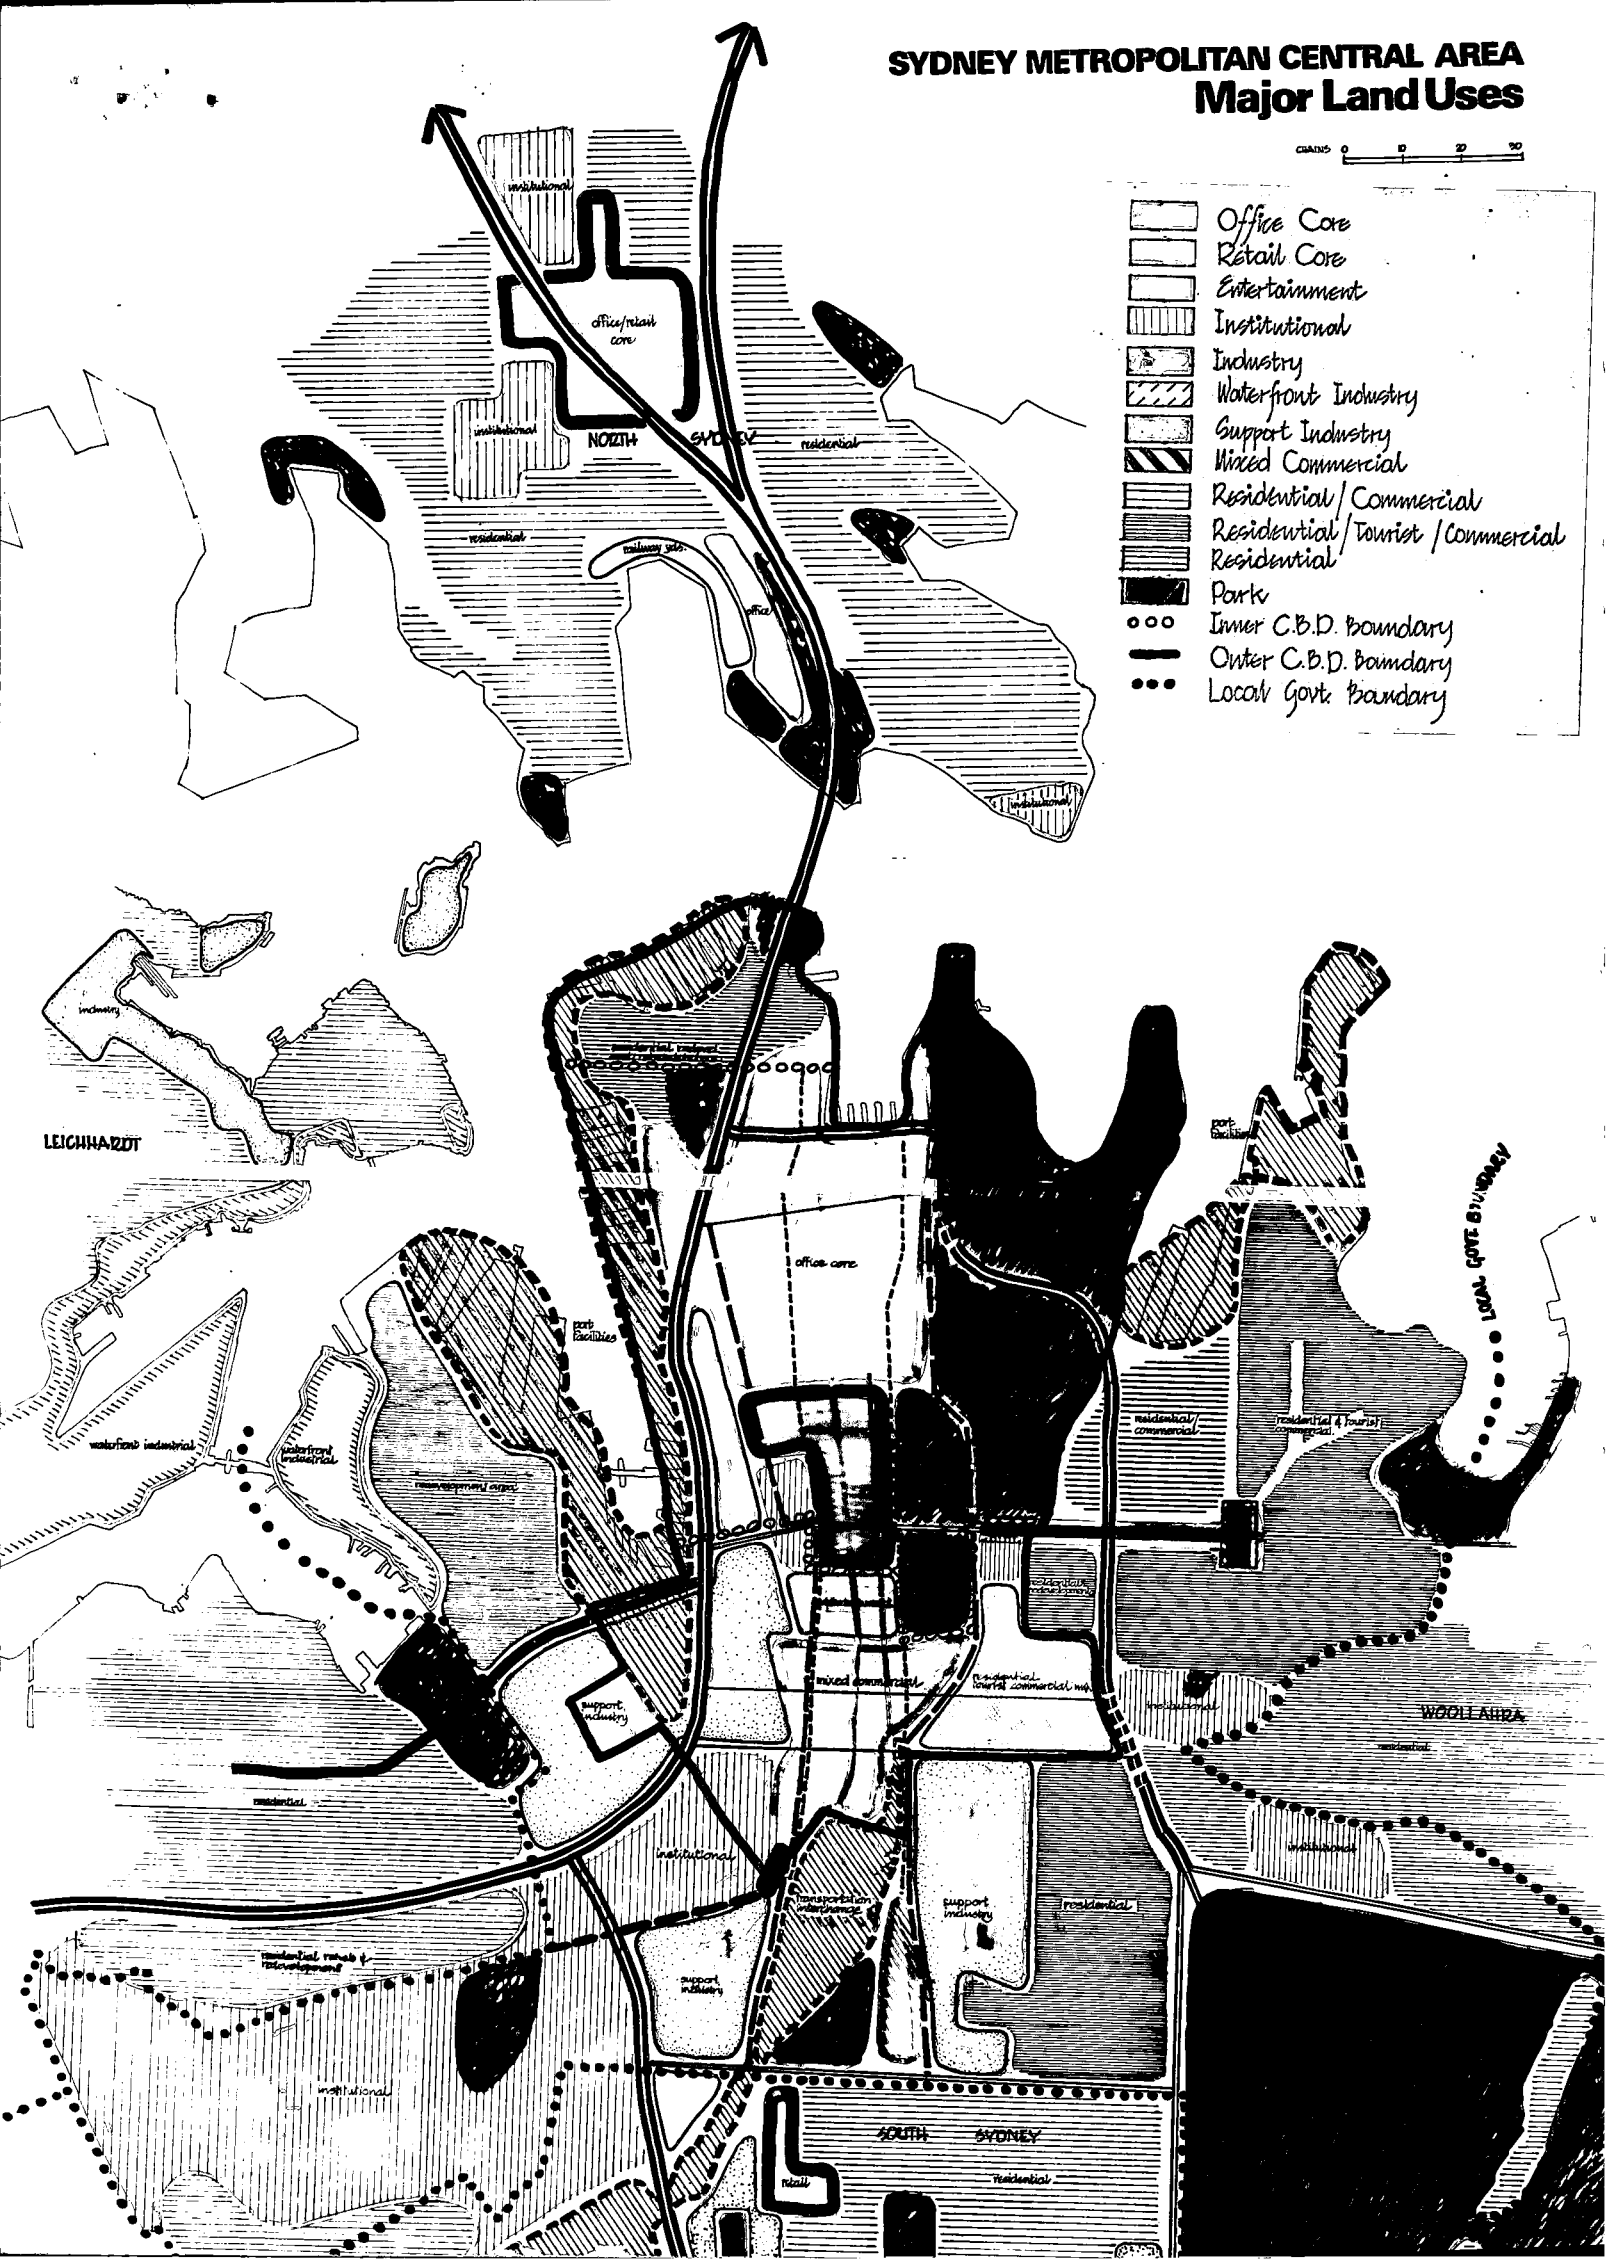 SYDNEY METROPOLITAN CENTRAL AREA
Major Land Uses
CHAINS 0 10 20 30
Office Core
Retail Core
Entertainment
Institutional
Industry
Waterfront Industry
Support Industry
Mixed Commercial
Residential/Commercial
Residential/Tourist/Commercial
Residential
Park
Inner C.B.D. Boundary
Outer C.B.D. Boundary
Local Govt. Boundary
institutional
office/retail
core
institutional
NORTH SYDNEY
residential
residential
railway yds.
office
institutional
industry
LEICHHARDT
port
facilities
LOCAL GOVT BOUNDARY
office core
port
facilities
waterfront industrial
waterfront
industrial
redevelopment area
residential/
commercial
residential & tourist
commercial
mixed commercial
residential
tourist commercial mix
support
industry
institutional
WOOLLAHRA
residential
residential
institutional
institutional
transportation
interchange
support
industry
residential
residential rehab &
redevelopment
support
industry
institutional
SOUTH SYDNEY
retail
residential